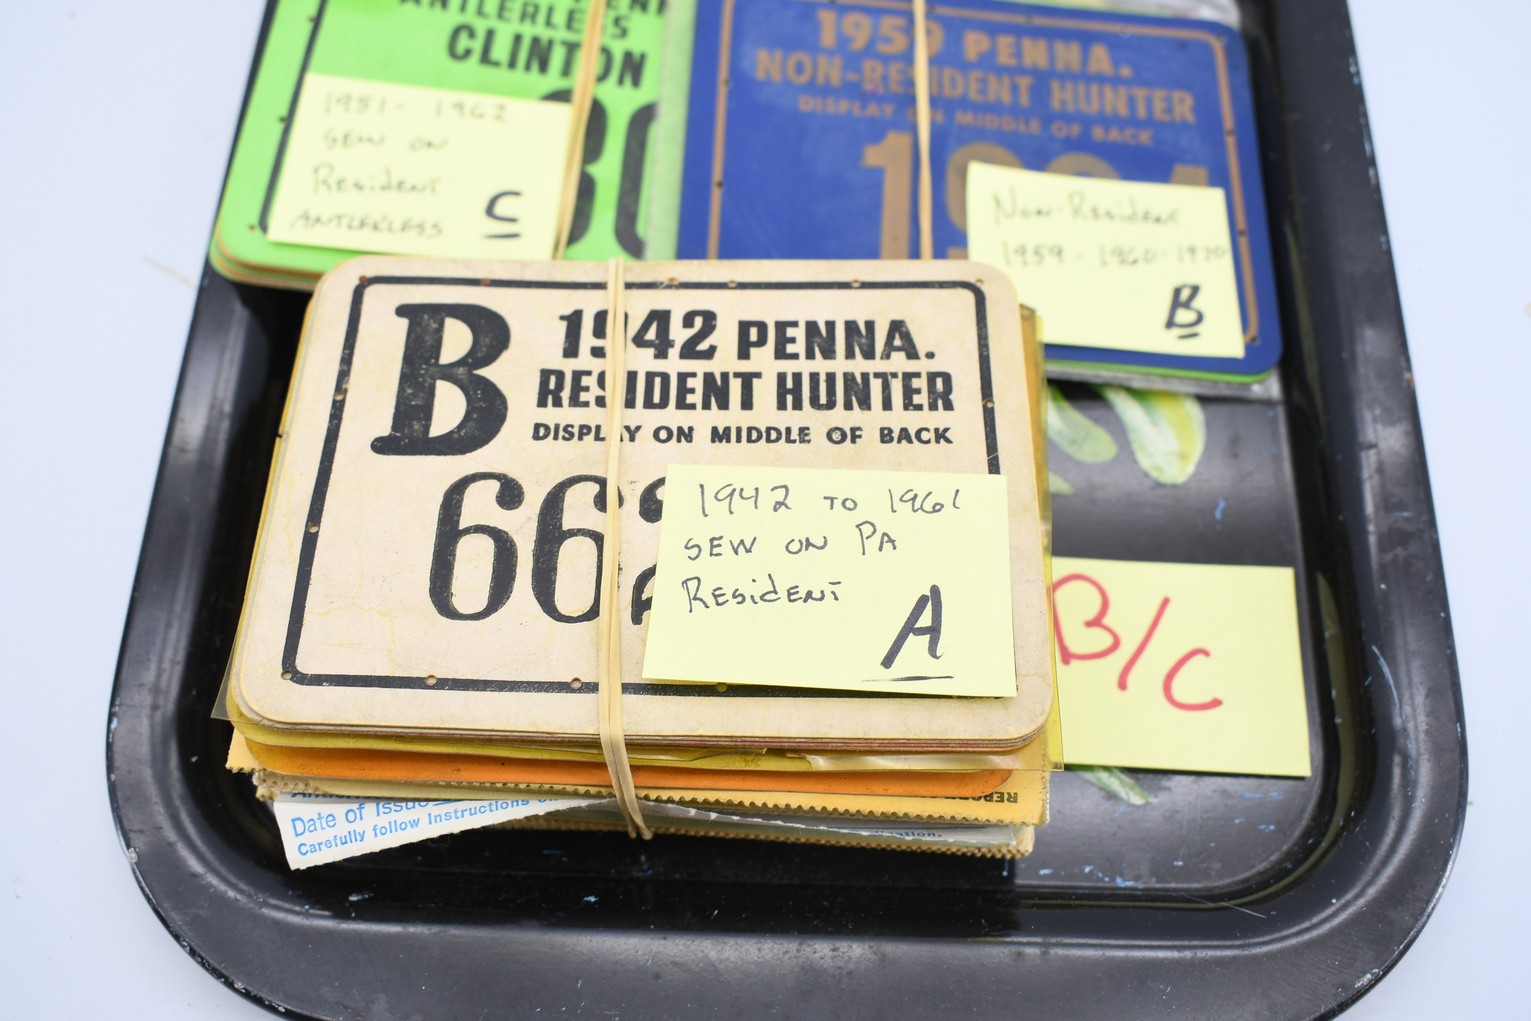 ANTLERLESS
CLINTON
1951 - 1962
SEW ON
Resident
ANTLERLESS
C
1959 PENNA.
NON-RESIDENT HUNTER
DISPLAY ON MIDDLE OF BACK
Non-Resident
1959 - 1960 - 1970
B
B
1942 PENNA.
RESIDENT HUNTER
DISPLAY ON MIDDLE OF BACK
662
1942 TO 1961
SEW ON PA
RESIDENT
A
B/C
Date of Issue
Carefully follow Instructions